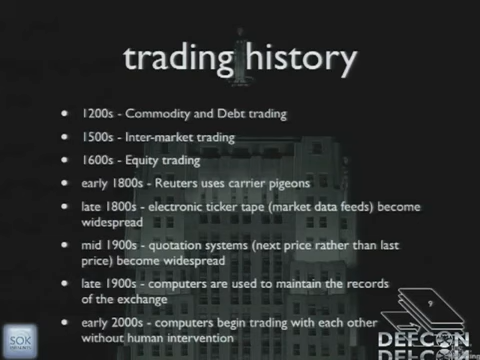 trading history
• 1200s - Commodity and Debt trading
• 1500s - Inter-market trading
• 1600s - Equity trading
• early 1800s - Reuters uses carrier pigeons
• late 1800s - electronic ticker tape (market data feeds) become
widespread
• mid 1900s - quotation systems (next price rather than last
price) become widespread
• late 1900s - computers are used to maintain the records
of the exchange
• early 2000s - computers begin trading with each other
without human intervention
9
DEFCON
SOK